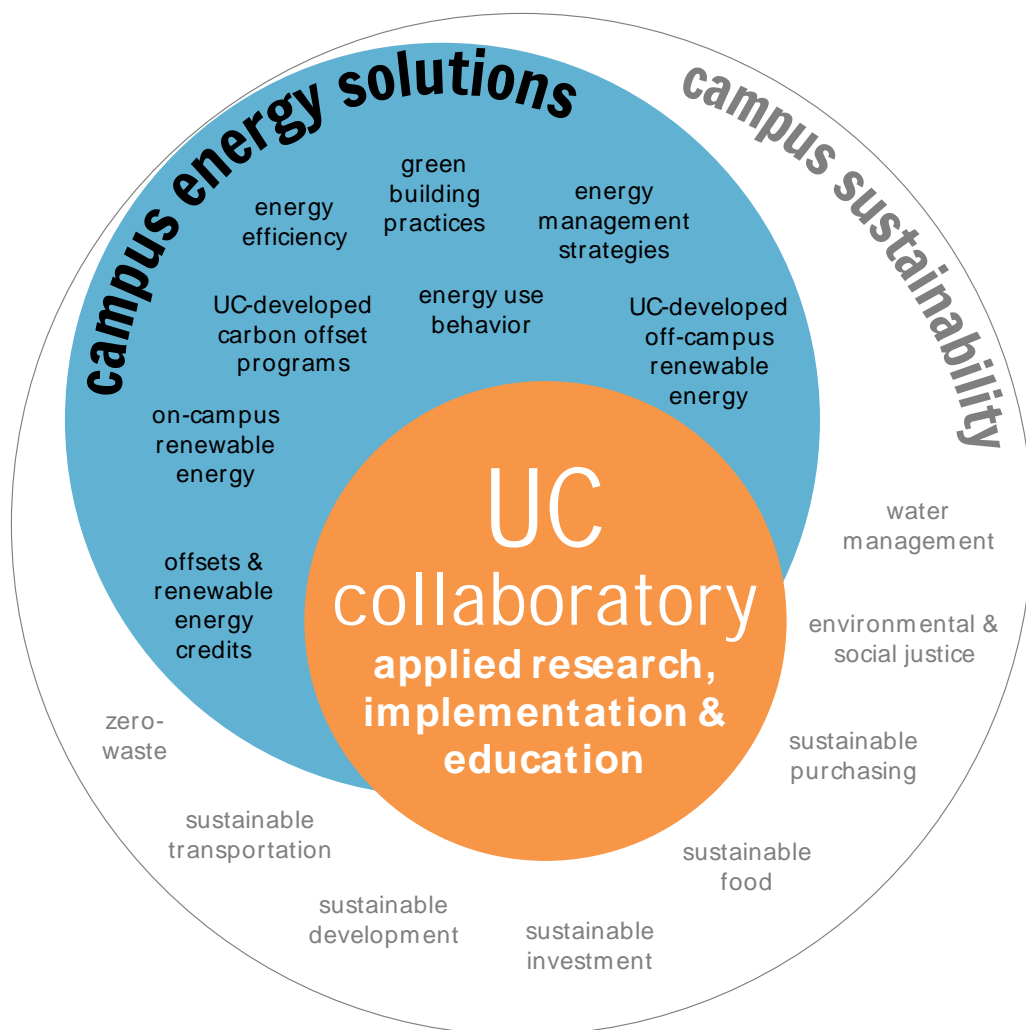 campus energy solutions
campus sustainability
green
building
practices
energy
efficiency
energy
management
strategies
UC-developed
carbon offset
programs
energy use
behavior
UC-developed
off-campus
renewable
energy
on-campus
renewable
energy
offsets &
renewable
energy
credits
UC
collaboratory
applied research,
implementation &
education
water
management
environmental &
social justice
sustainable
purchasing
sustainable
food
sustainable
investment
sustainable
development
sustainable
transportation
zero-
waste